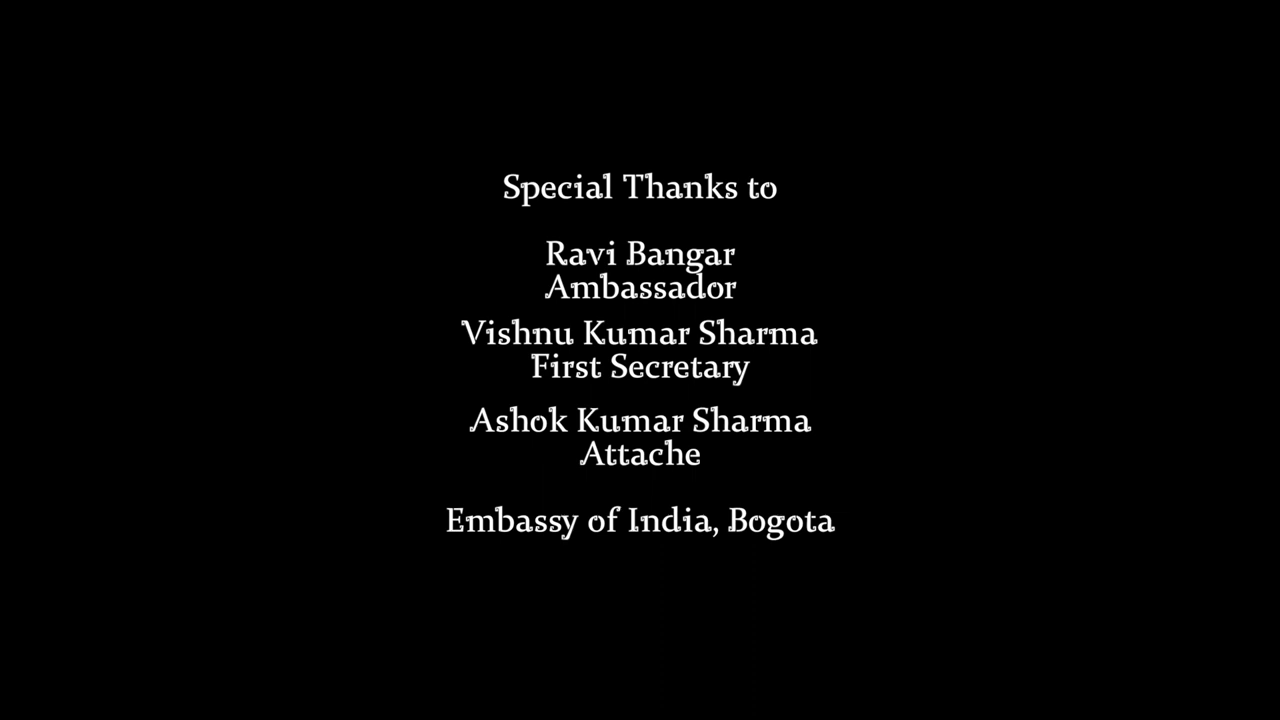 Special Thanks to
Ravi Bangar
Ambassador
Vishnu Kumar Sharma
First Secretary
Ashok Kumar Sharma
Attache
Embassy of India, Bogota